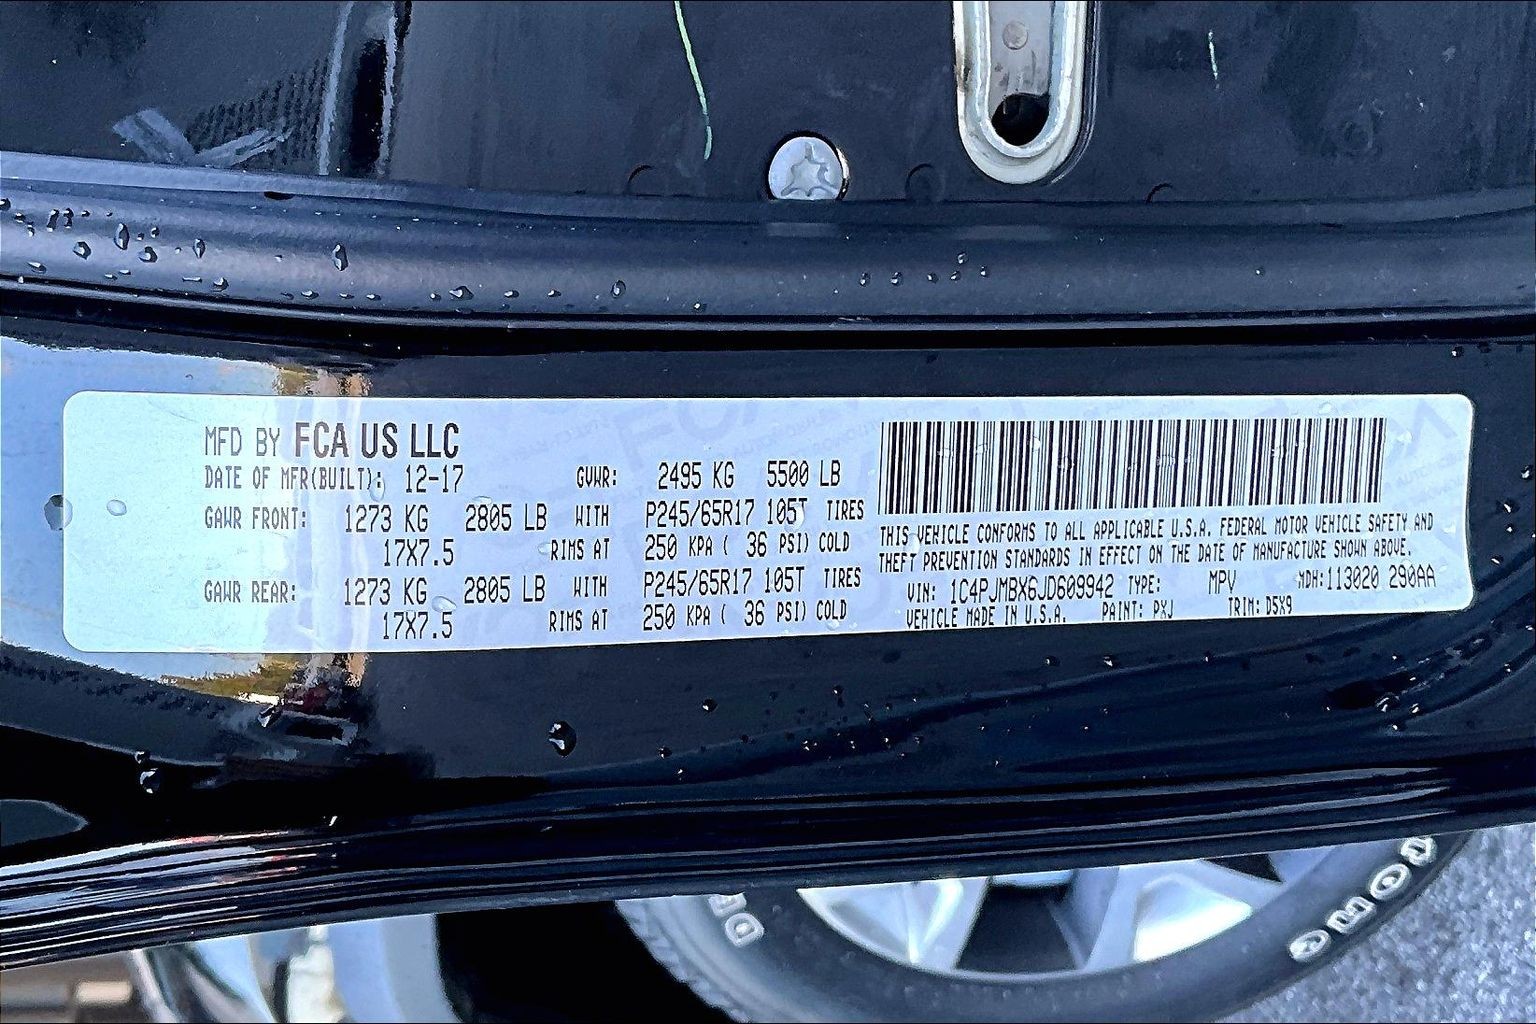 MFD BY FCA US LLC
DATE OF MFR(BUILT): 12-17 GVWR: 2495 KG 5500 LB
GAWR FRONT: 1273 KG 2805 LB WITH P245/65R17 105T TIRES
17X7.5 RIMS AT 250 KPA ( 36 PSI) COLD
GAWR REAR: 1273 KG 2805 LB WITH P245/65R17 105T TIRES
17X7.5 RIMS AT 250 KPA ( 36 PSI) COLD
THIS VEHICLE CONFORMS TO ALL APPLICABLE U.S.A. FEDERAL MOTOR VEHICLE SAFETY AND
THEFT PREVENTION STANDARDS IN EFFECT ON THE DATE OF MANUFACTURE SHOWN ABOVE.
VIN: 1C4PJMBX6JD609942 TYPE: MPV MDH:113020 290AA
VEHICLE MADE IN U.S.A. PAINT: PXJ TRIM: D5X9